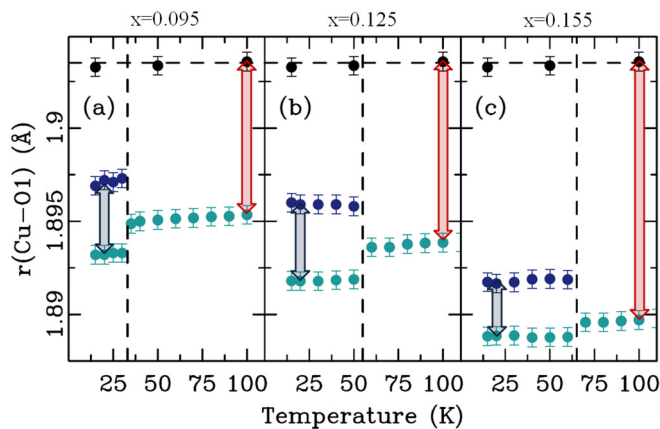 x=0.095 x=0.125 x=0.155
(a) (b) (c)
1.9
1.895
1.89
r(Cu–O1) (Å)
25 50 75 100 25 50 75 100 25 50 75 100
Temperature (K)